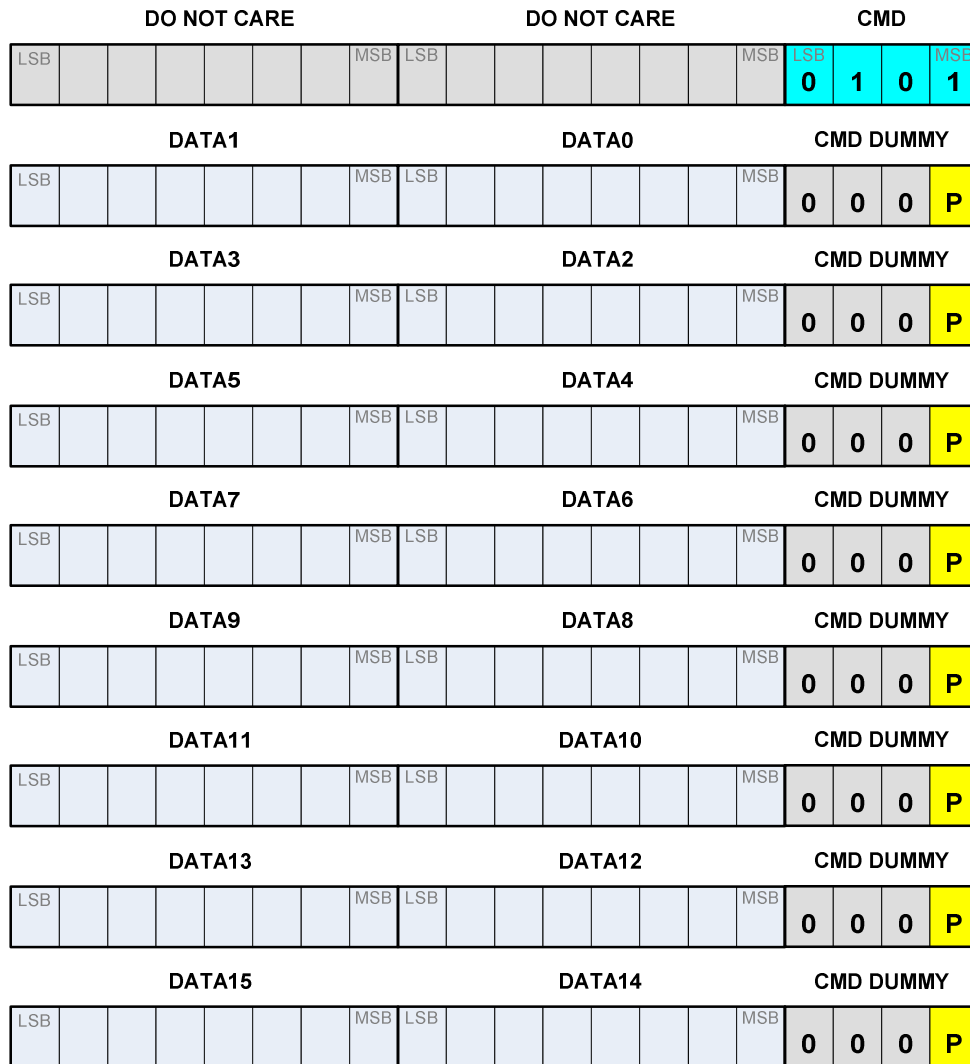 DO NOT CARE DO NOT CARE CMD
LSB MSB LSB MSB LSB MSB
0 1 0 1
DATA1 DATA0 CMD DUMMY
LSB MSB LSB MSB
0 0 0 P
DATA3 DATA2 CMD DUMMY
LSB MSB LSB MSB
0 0 0 P
DATA5 DATA4 CMD DUMMY
LSB MSB LSB MSB
0 0 0 P
DATA7 DATA6 CMD DUMMY
LSB MSB LSB MSB
0 0 0 P
DATA9 DATA8 CMD DUMMY
LSB MSB LSB MSB
0 0 0 P
DATA11 DATA10 CMD DUMMY
LSB MSB LSB MSB
0 0 0 P
DATA13 DATA12 CMD DUMMY
LSB MSB LSB MSB
0 0 0 P
DATA15 DATA14 CMD DUMMY
LSB MSB LSB MSB
0 0 0 P